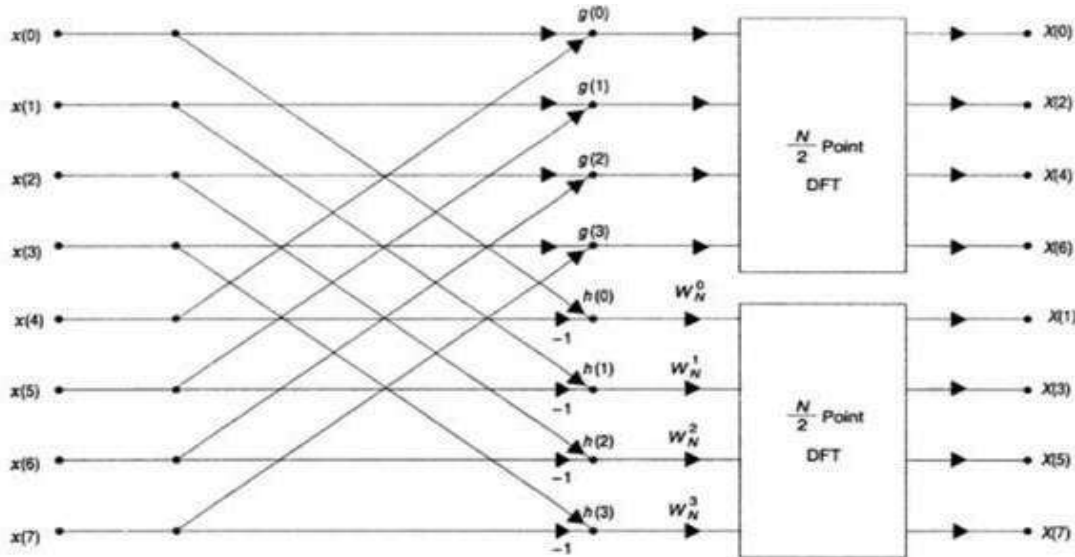 g(0)
x(0) X(0)
g(1)
x(1) X(2)
g(2)
x(2) X(4)
N/2 Point
DFT
g(3)
x(3) X(6)
h(0) W_N^0
x(4) X(1)
-1
h(1) W_N^1
x(5) X(3)
-1
N/2 Point
DFT
h(2) W_N^2
x(6) X(5)
-1
h(3) W_N^3
x(7) X(7)
-1